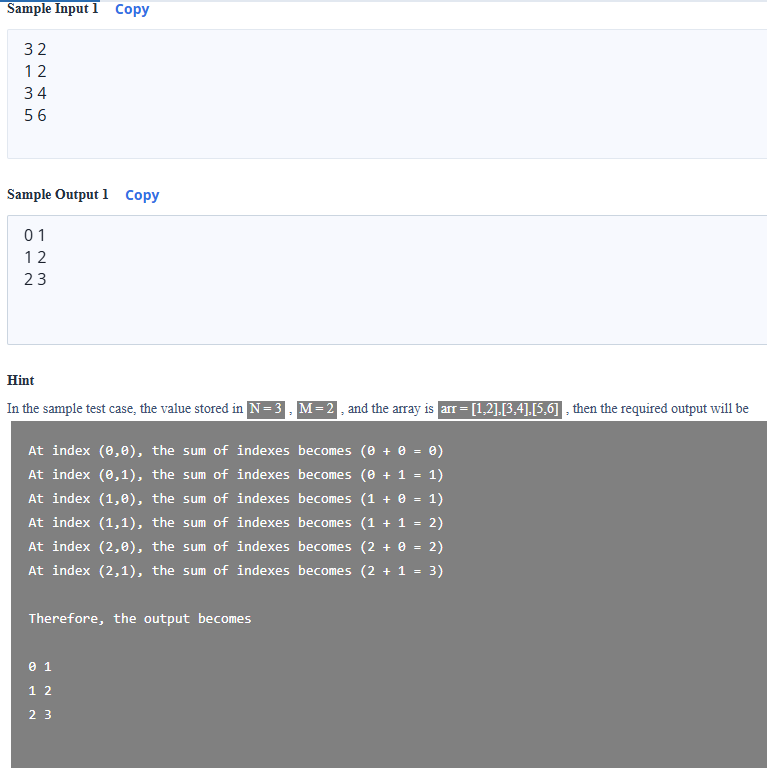 Sample Input 1 Copy
3 2
1 2
3 4
5 6
Sample Output 1 Copy
0 1
1 2
2 3
Hint
In the sample test case, the value stored in N = 3 , M = 2 , and the array is arr = [1,2],[3,4],[5,6] , then the required output will be
At index (0,0), the sum of indexes becomes (0 + 0 = 0)
At index (0,1), the sum of indexes becomes (0 + 1 = 1)
At index (1,0), the sum of indexes becomes (1 + 0 = 1)
At index (1,1), the sum of indexes becomes (1 + 1 = 2)
At index (2,0), the sum of indexes becomes (2 + 0 = 2)
At index (2,1), the sum of indexes becomes (2 + 1 = 3)
Therefore, the output becomes
0 1
1 2
2 3